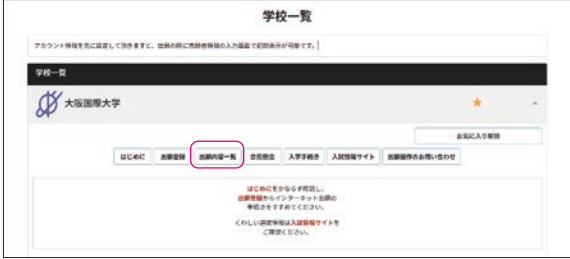 学校一覧
アカウント情報を先に設定して頂きますと、出願の際に志願者情報の入力画面で初期表示が可能です。
学校一覧
大阪国際大学
お気に入り解除
はじめに 出願登録 出願内容一覧 合否照会 入学手続き 入試情報サイト 出願操作のお問い合わせ
はじめにをかならず確認し、
出願登録からインターネット出願の
手続きをすすめてください。
くわしい選抜情報は入試情報サイトを
ご確認ください。